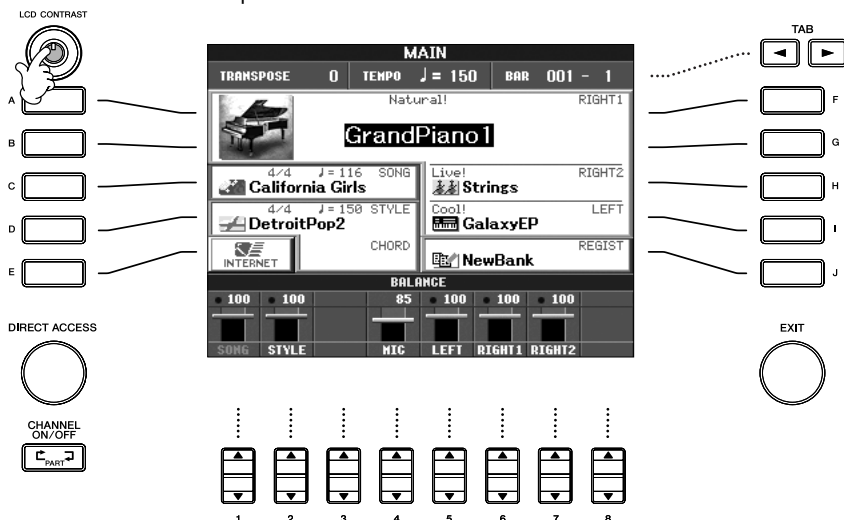 LCD CONTRAST
TAB
MAIN
TRANSPOSE 0 TEMPO ♩= 150 BAR 001 - 1
A
Natural! RIGHT1
F
GrandPiano1
B
G
4/4 ♩= 116 SONG
Live! RIGHT2
C
California Girls
Strings
H
4/4 ♩= 150 STYLE
Cool! LEFT
D
DetroitPop2
GalaxyEP
I
CHORD
REGIST
E
INTERNET
NewBank
J
BALANCE
100 100 85 100 100 100
SONG STYLE MIC LEFT RIGHT1 RIGHT2
DIRECT ACCESS
EXIT
CHANNEL
ON/OFF
PART
1 2 3 4 5 6 7 8